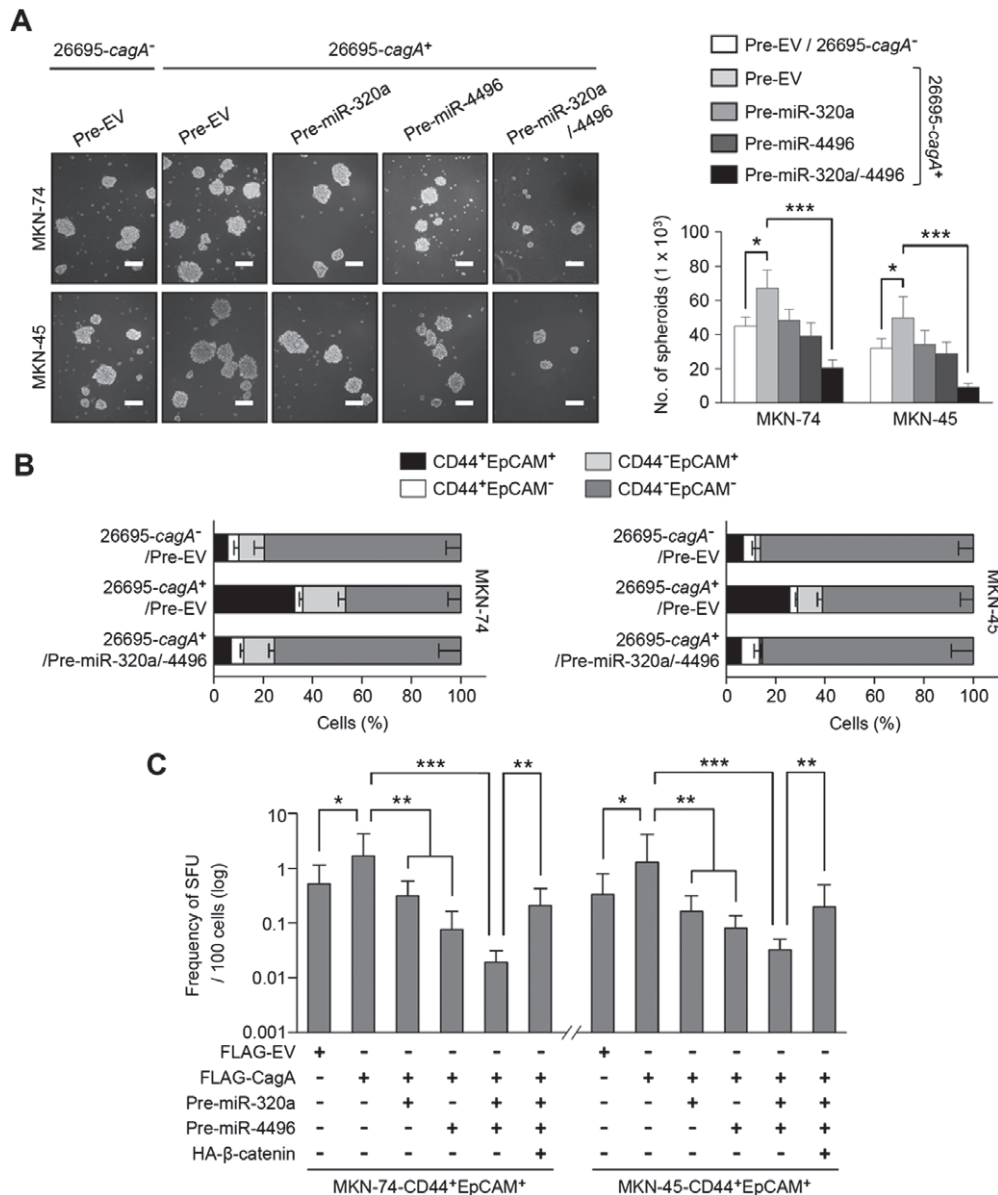 A
26695-cagA⁻
26695-cagA⁺
Pre-EV
Pre-EV
Pre-miR-320a
Pre-miR-4496
Pre-miR-320a
/-4496
MKN-74
MKN-45
Pre-EV / 26695-cagA⁻
Pre-EV
Pre-miR-320a
Pre-miR-4496
Pre-miR-320a/-4496
26695-cagA⁺
No. of spheroids (1 x 10³)
100
80
60
40
20
0
* ***
* ***
MKN-74 MKN-45
B
CD44⁺EpCAM⁺ CD44⁻EpCAM⁺
CD44⁺EpCAM⁻ CD44⁻EpCAM⁻
26695-cagA⁻
/Pre-EV
26695-cagA⁺
/Pre-EV
26695-cagA⁺
/Pre-miR-320a/-4496
MKN-74
0 20 40 60 80 100
Cells (%)
26695-cagA⁻
/Pre-EV
26695-cagA⁺
/Pre-EV
26695-cagA⁺
/Pre-miR-320a/-4496
MKN-45
0 20 40 60 80 100
Cells (%)
C
Frequency of SFU
/ 100 cells (log)
10
1
0.1
0.01
0.001
* ** *** **
* ** *** **
FLAG-EV + - - - - - + - - - - -
FLAG-CagA - + + + + + - + + + + +
Pre-miR-320a - - + - + + - - + - + +
Pre-miR-4496 - - - + + + - - - + + +
HA-β-catenin - - - - - + - - - - - +
MKN-74-CD44⁺EpCAM⁺ MKN-45-CD44⁺EpCAM⁺